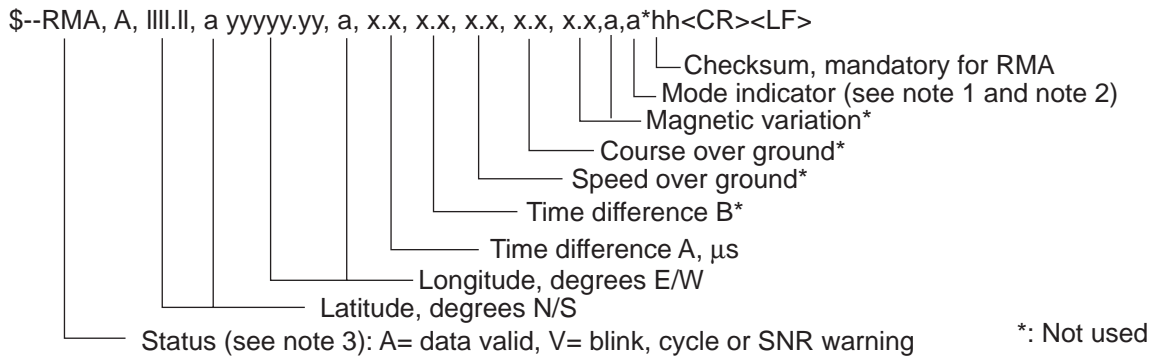 $--RMA, A, llll.ll, a yyyyy.yy, a, x.x, x.x, x.x, x.x, x.x,a,a*hh<CR><LF>
Checksum, mandatory for RMA
Mode indicator (see note 1 and note 2)
Magnetic variation*
Course over ground*
Speed over ground*
Time difference B*
Time difference A, μs
Longitude, degrees E/W
Latitude, degrees N/S
Status (see note 3): A= data valid, V= blink, cycle or SNR warning
*: Not used